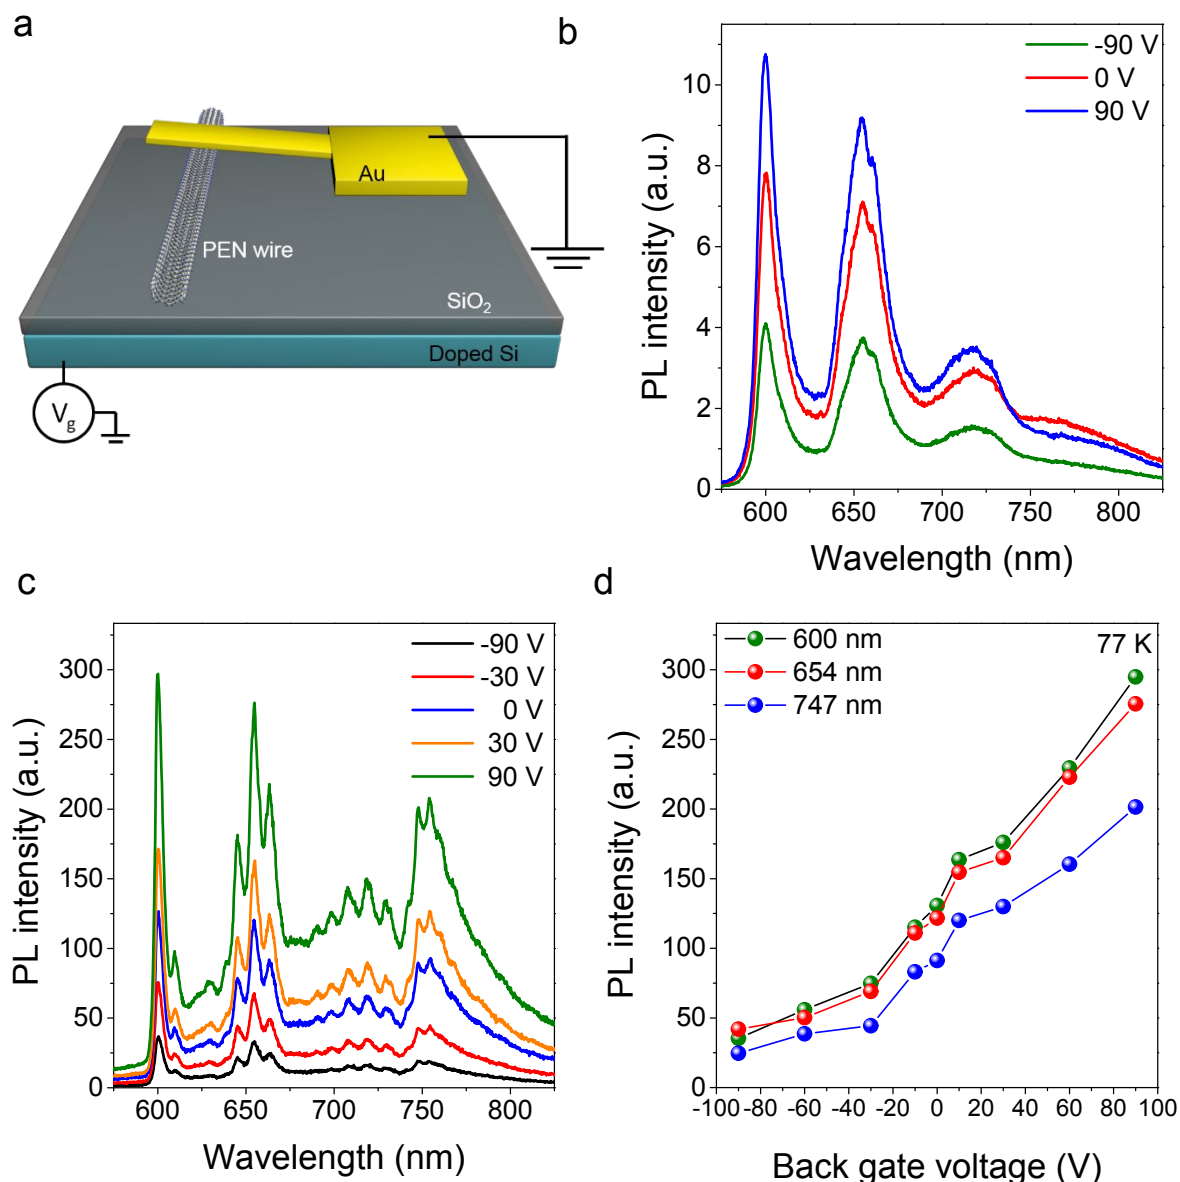 a
Au
PEN wire
SiO₂
Doped Si
Vg
b
-90 V
0 V
90 V
PL intensity (a.u.)
10
8
6
4
2
0
600 650 700 750 800
Wavelength (nm)
c
-90 V
-30 V
0 V
30 V
90 V
PL intensity (a.u.)
300
250
200
150
100
50
0
600 650 700 750 800
Wavelength (nm)
d
600 nm
654 nm
747 nm
77 K
PL intensity (a.u.)
300
250
200
150
100
50
0
-100 -80 -60 -40 -20 0 20 40 60 80 100
Back gate voltage (V)